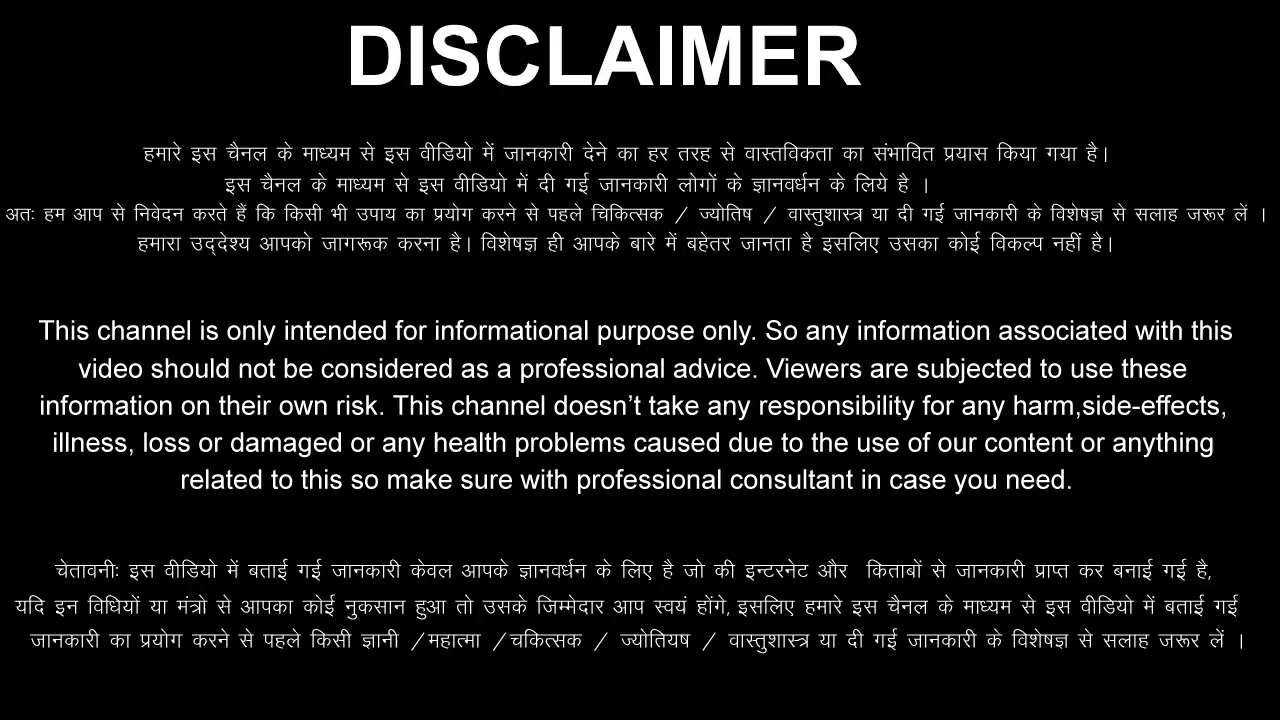 DISCLAIMER
हमारे इस चैनल के माध्यम से इस वीडियो में जानकारी देने का हर तरह से वास्तविकता का संभावित प्रयास किया गया है।
इस चैनल के माध्यम से इस वीडियो में दी गई जानकारी लोगों के ज्ञानवर्धन के लिये है ।
अतः हम आप से निवेदन करते हैं कि किसी भी उपाय का प्रयोग करने से पहले चिकित्सक / ज्योतिष / वास्तुशास्त्र या दी गई जानकारी के विशेषज्ञ से सलाह जरूर लें ।
हमारा उद्देश्य आपको जागरूक करना है। विशेषज्ञ ही आपके बारे में बहेतर जानता है इसलिए उसका कोई विकल्प नहीं है।
This channel is only intended for informational purpose only. So any information associated with this
video should not be considered as a professional advice. Viewers are subjected to use these
information on their own risk. This channel doesn’t take any responsibility for any harm,side-effects,
illness, loss or damaged or any health problems caused due to the use of our content or anything
related to this so make sure with professional consultant in case you need.
चेतावनीः इस वीडियो में बताई गई जानकारी केवल आपके ज्ञानवर्धन के लिए है जो की इन्टरनेट और किताबों से जानकारी प्राप्त कर बनाई गई है,
यदि इन विधियों या मंत्रो से आपका कोई नुकसान हुआ तो उसके जिम्मेदार आप स्वयं होंगे, इसलिए हमारे इस चैनल के माध्यम से इस वीडियो में बताई गई
जानकारी का प्रयोग करने से पहले किसी ज्ञानी /महात्मा /चकित्सक / ज्योतियष / वास्तुशास्त्र या दी गई जानकारी के विशेषज्ञ से सलाह जरूर लें ।